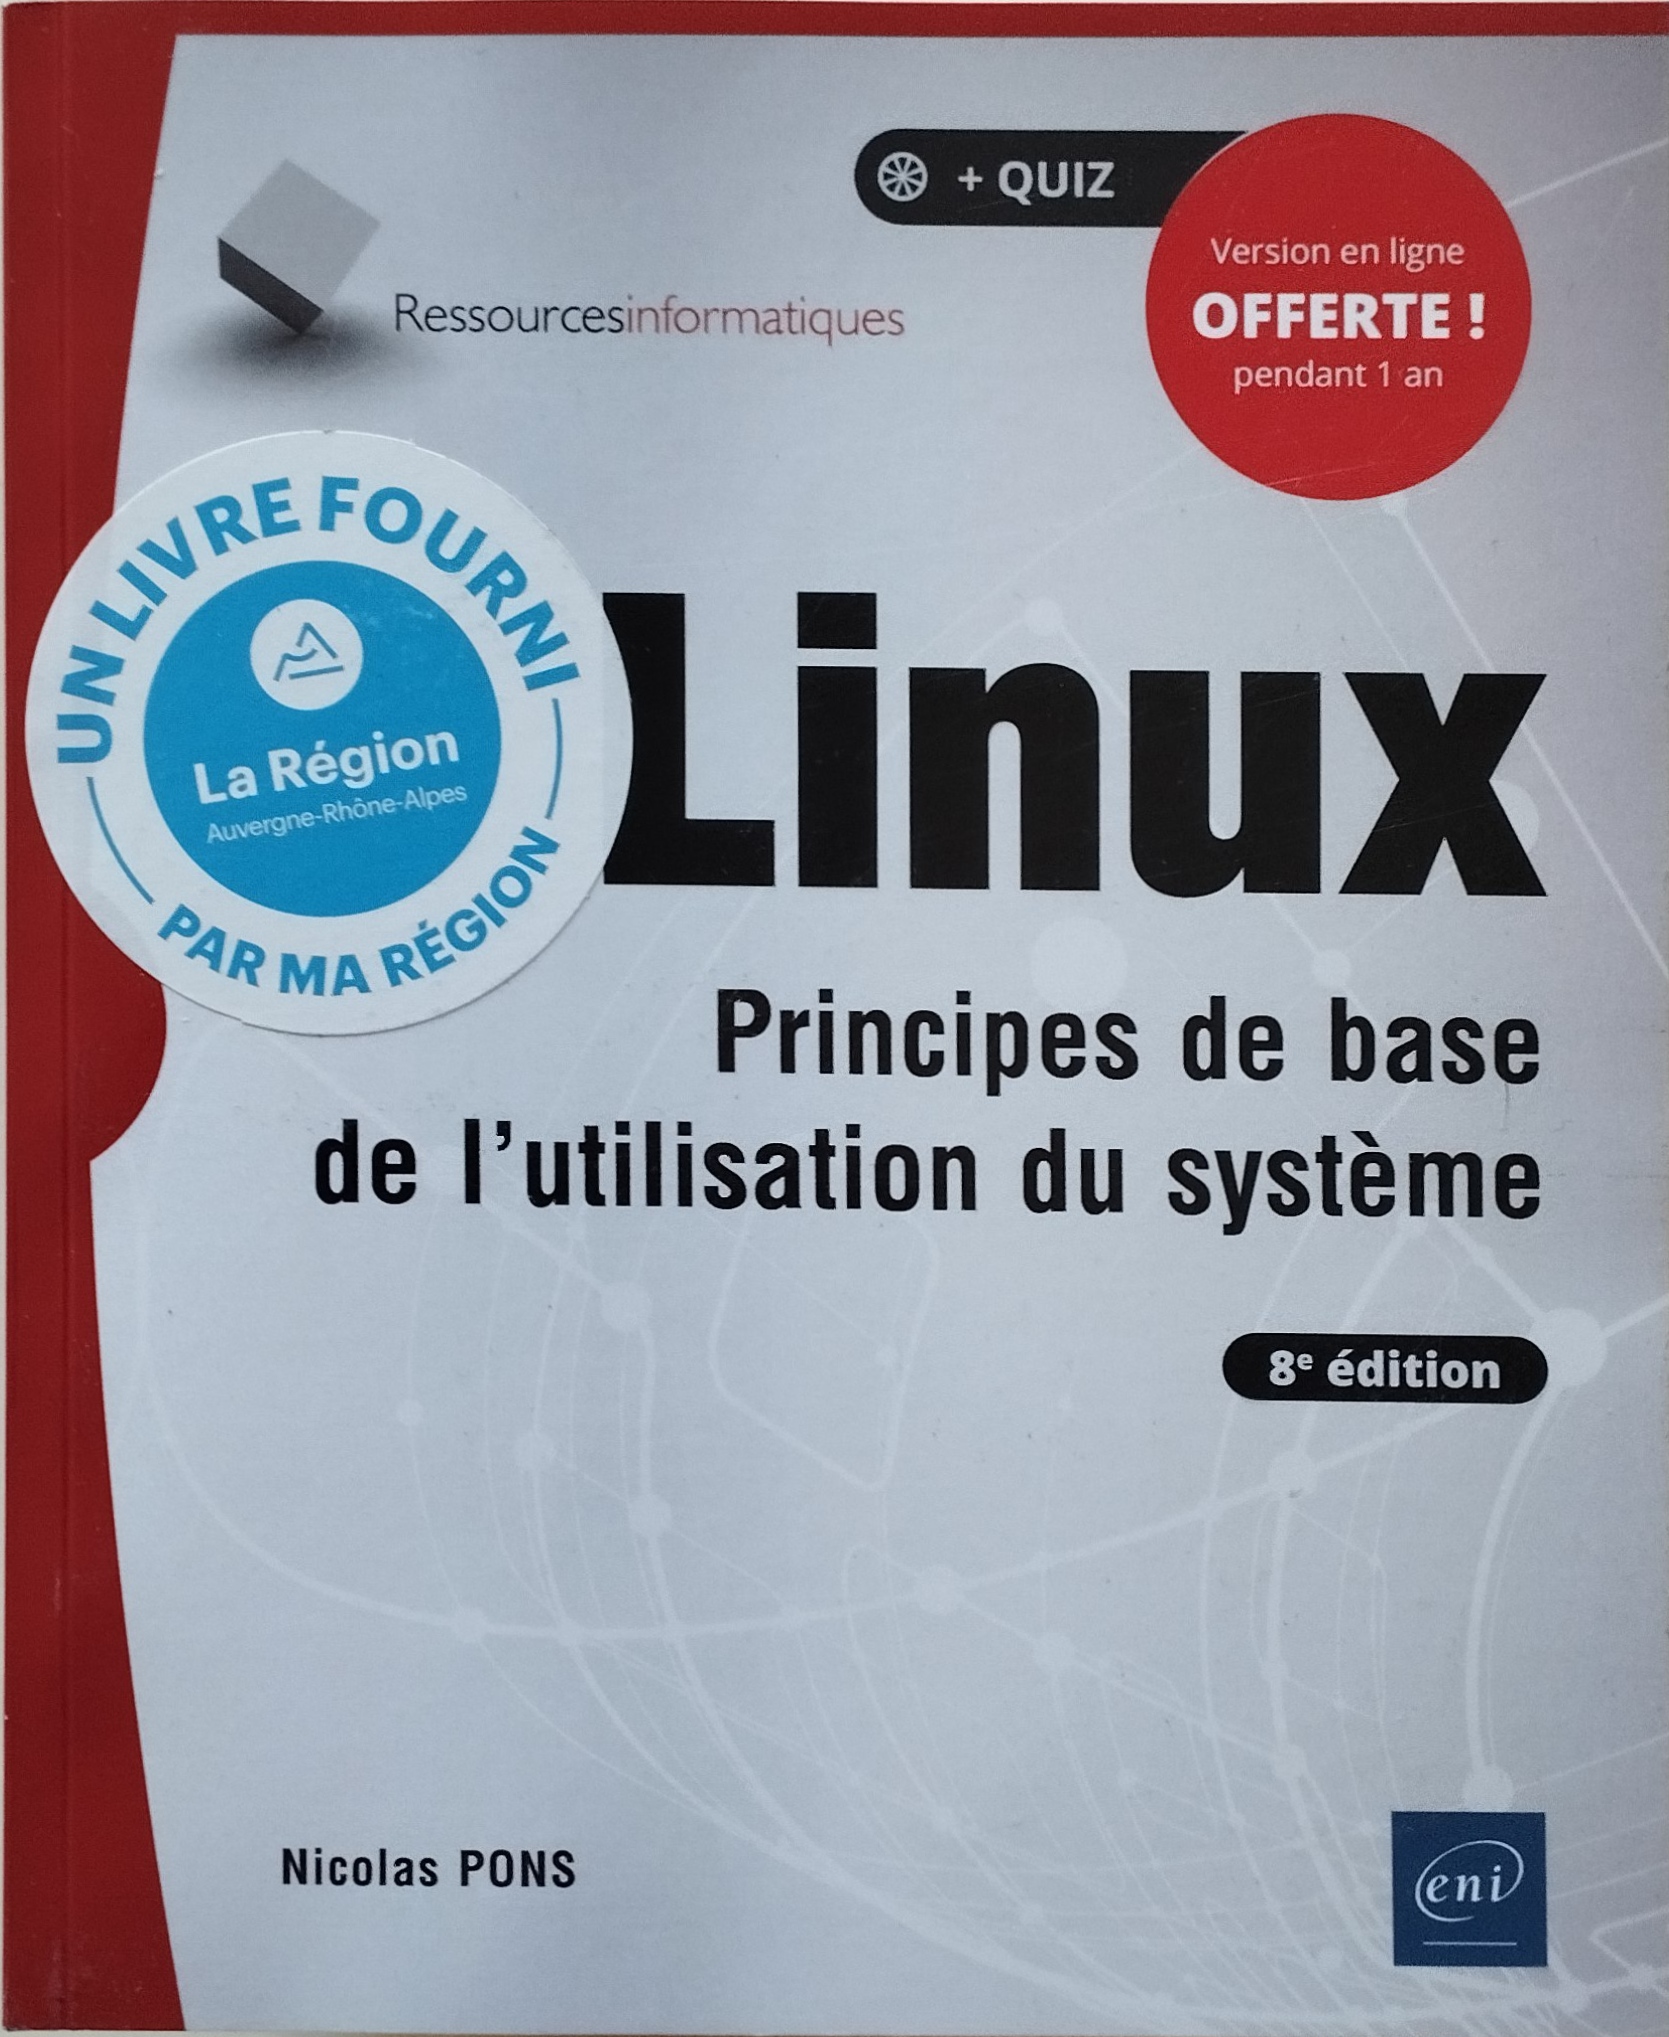 + QUIZ
Version en ligne
OFFERTE !
pendant 1 an
Ressourcesinformatiques
UN LIVRE FOURNI
La Région
Auvergne-Rhône-Alpes
PAR MA RÉGION
Linux
Principes de base
de l'utilisation du système
8e édition
Nicolas PONS
eni